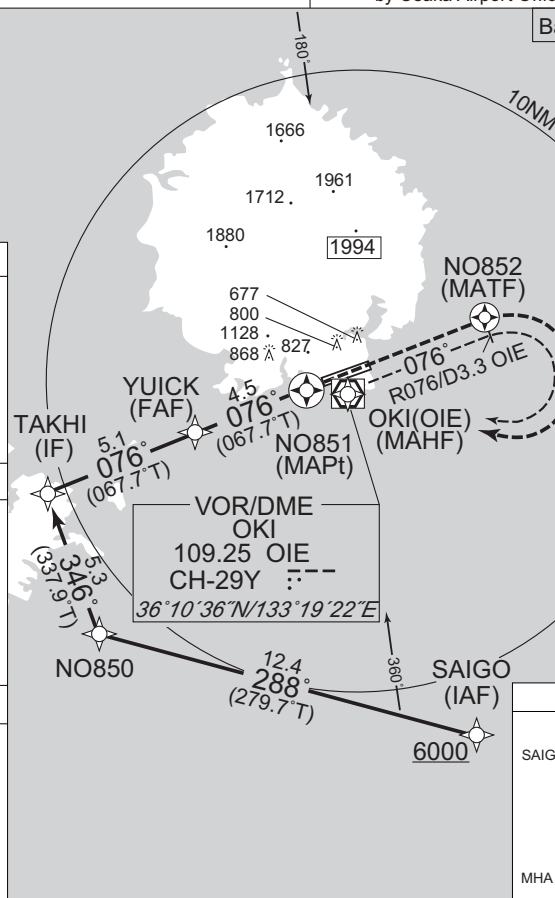 by Osaka Airport Office
Ba
180°
10NM
1666
1712
1961
1880
1994
677
800
1128
868
827
NO852
(MATF)
076°
R076/D3.3 OIE
YUICK
(FAF)
4.5
076°
(067.7°T)
TAKHI
(IF)
5.1
076°
(067.7°T)
NO851
(MAPt)
OKI(OIE)
(MAHF)
VOR/DME
OKI
109.25 OIE
CH-29Y
36°10′36″N/133°19′22″E
5.3
346°
(337.9°T)
NO850
12.4
288°
(279.7°T)
360°
SAIGO
(IAF)
6000
SAIG
MHA